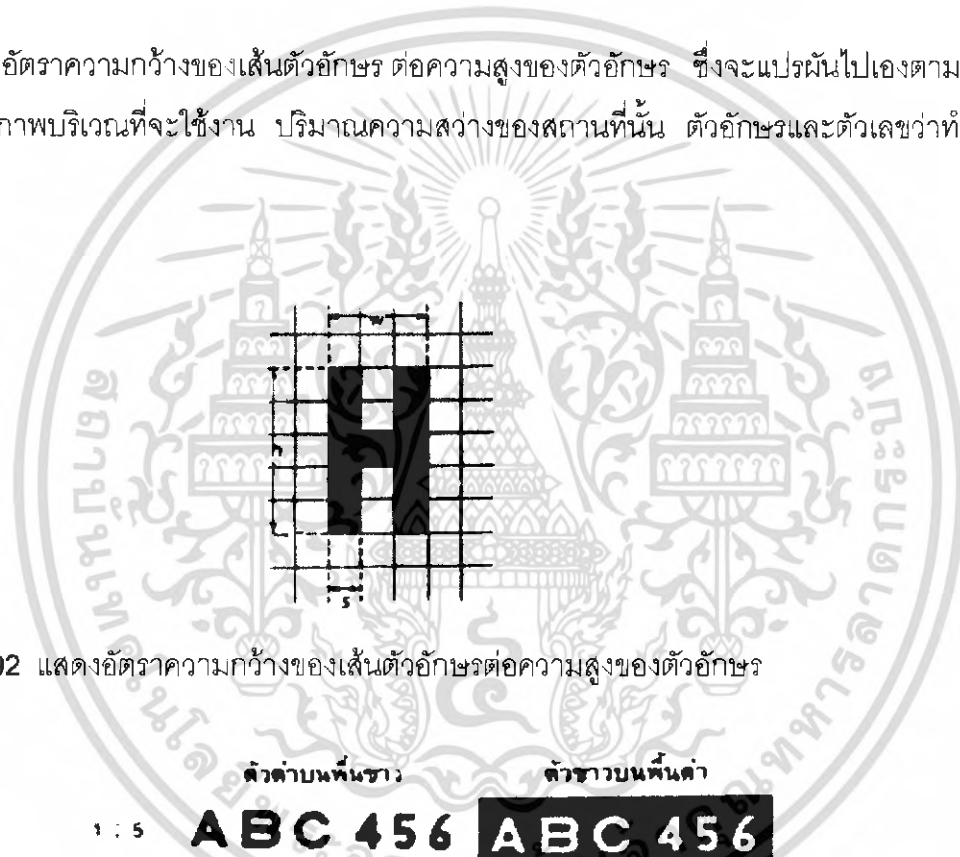 อัตราความกว้างของเส้นตัวอักษร ต่อความสูงของตัวอักษร ซึ่งจะแปรผันไปเองตาม
ภาพบริเวณที่จะใช้งาน ปริมาณความสว่างของสถานที่นั้น ตัวอักษรและตัวเลขว่าทำ
w
h
s
02 แสดงอัตราความกว้างของเส้นตัวอักษรต่อความสูงของตัวอักษร
ตัวดำบนพื้นขาว ตัวขาวบนพื้นดำ
1 : 5 ABC 456 ABC 456